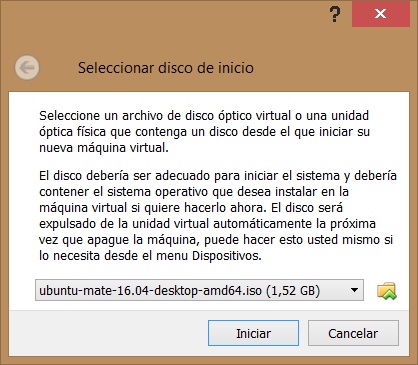 ?
Seleccionar disco de inicio
Seleccione un archivo de disco óptico virtual o una unidad
óptica física que contenga un disco desde el que iniciar su
nueva máquina virtual.
El disco debería ser adecuado para iniciar el sistema y debería
contener el sistema operativo que desea instalar en la
máquina virtual si quiere hacerlo ahora. El disco será
expulsado de la unidad virtual automáticamente la próxima
vez que apague la máquina, puede hacer esto usted mismo si
lo necesita desde el menu Dispositivos.
ubuntu-mate-16.04-desktop-amd64.iso (1,52 GB)
Iniciar
Cancelar